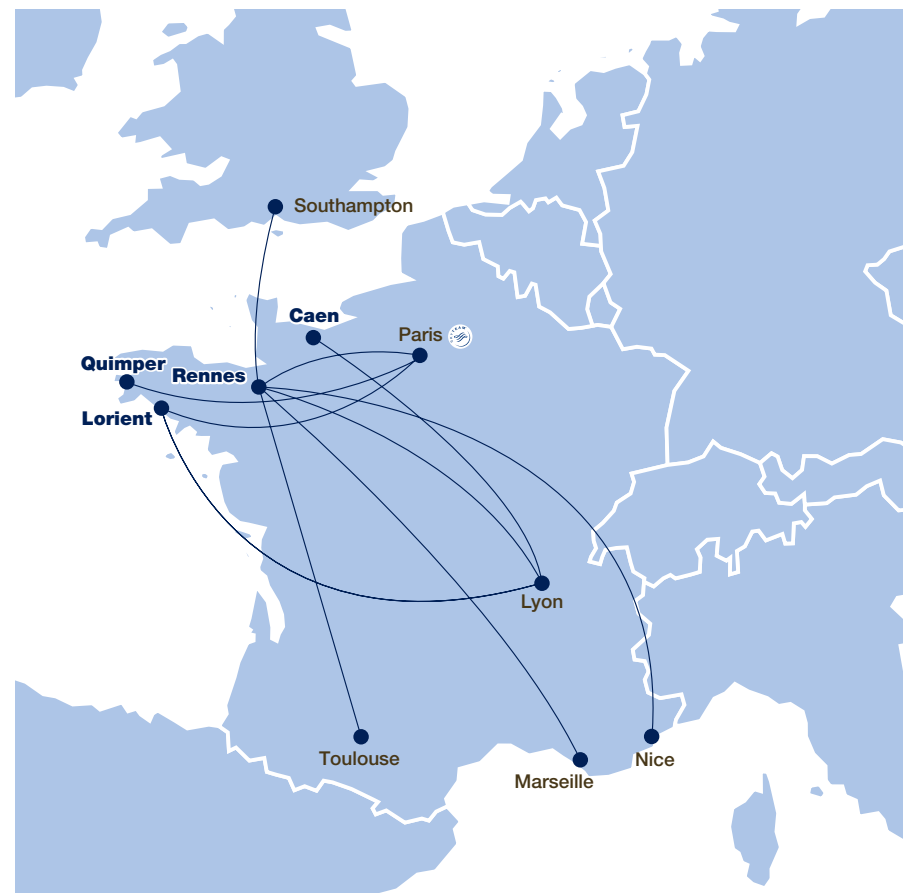 Southampton
Caen
Paris
Quimper
Rennes
Lorient
Lyon
Toulouse
Nice
Marseille